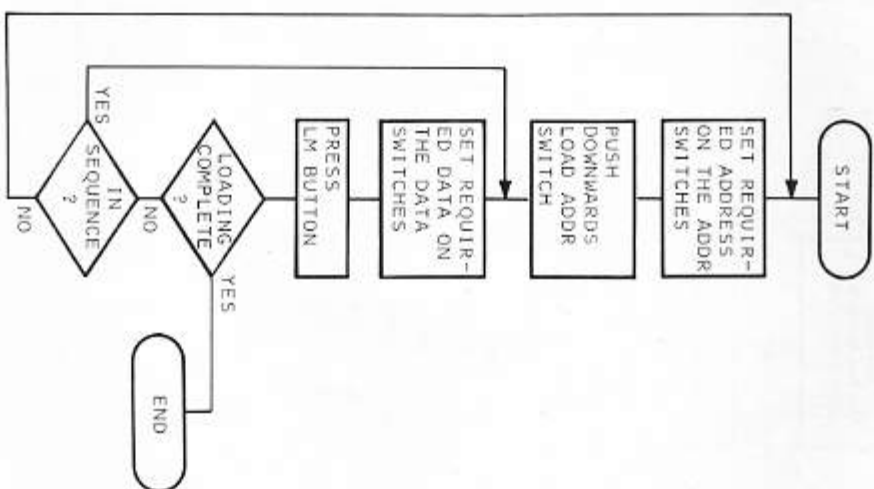 START
SET REQUIR-
ED ADDRESS
ON THE ADDR
SWITCHES
PUSH
DOWNWARDS
LOAD ADDR
SWITCH
SET REQUIR-
ED DATA ON
THE DATA
SWITCHES
PRESS
LM BUTTON
LOADING
COMPLETE
?
YES
NO
END
IN
SEQUENCE
?
YES
NO